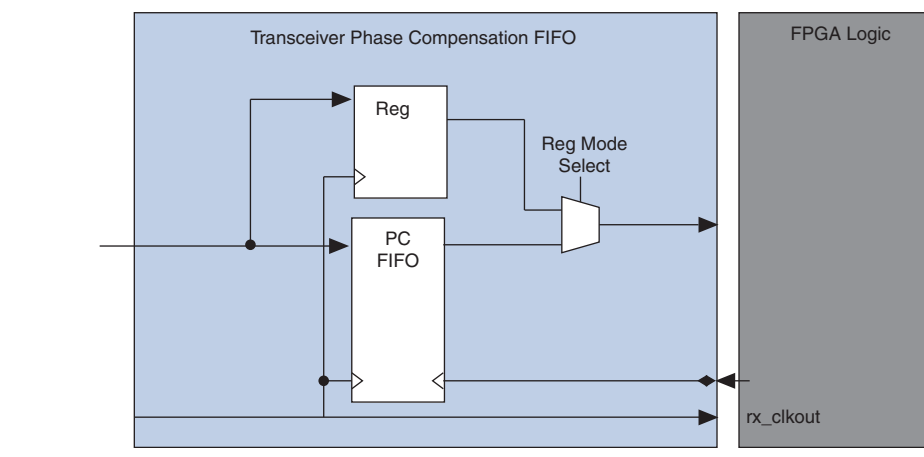 Transceiver Phase Compensation FIFO
FPGA Logic
Reg
Reg Mode
Select
PC
FIFO
rx_clkout